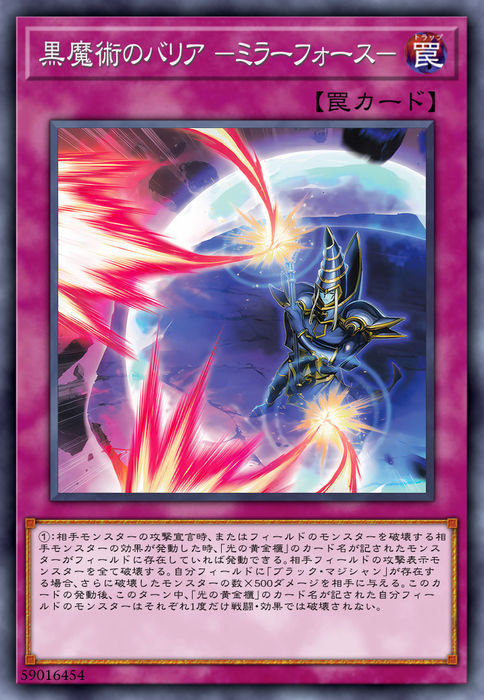 黒魔術のバリア －ミラーフォース－
トラップ
罠
【罠カード】
①：相手モンスターの攻撃宣言時、またはフィールドのモンスターを破壊する相
手モンスターの効果が発動した時、「光の黄金櫃」のカード名が記されたモンス
ターがフィールドに存在していれば発動できる。相手フィールドの攻撃表示モ
ンスターを全て破壊する。自分フィールドに「ブラック・マジシャン」が存在す
る場合、さらに破壊したモンスターの数×500ダメージを相手に与える。このカ
ードの発動後、このターン中、「光の黄金櫃」のカード名が記された自分フィー
ルドのモンスターはそれぞれ1度だけ戦闘・効果では破壊されない。
59016454